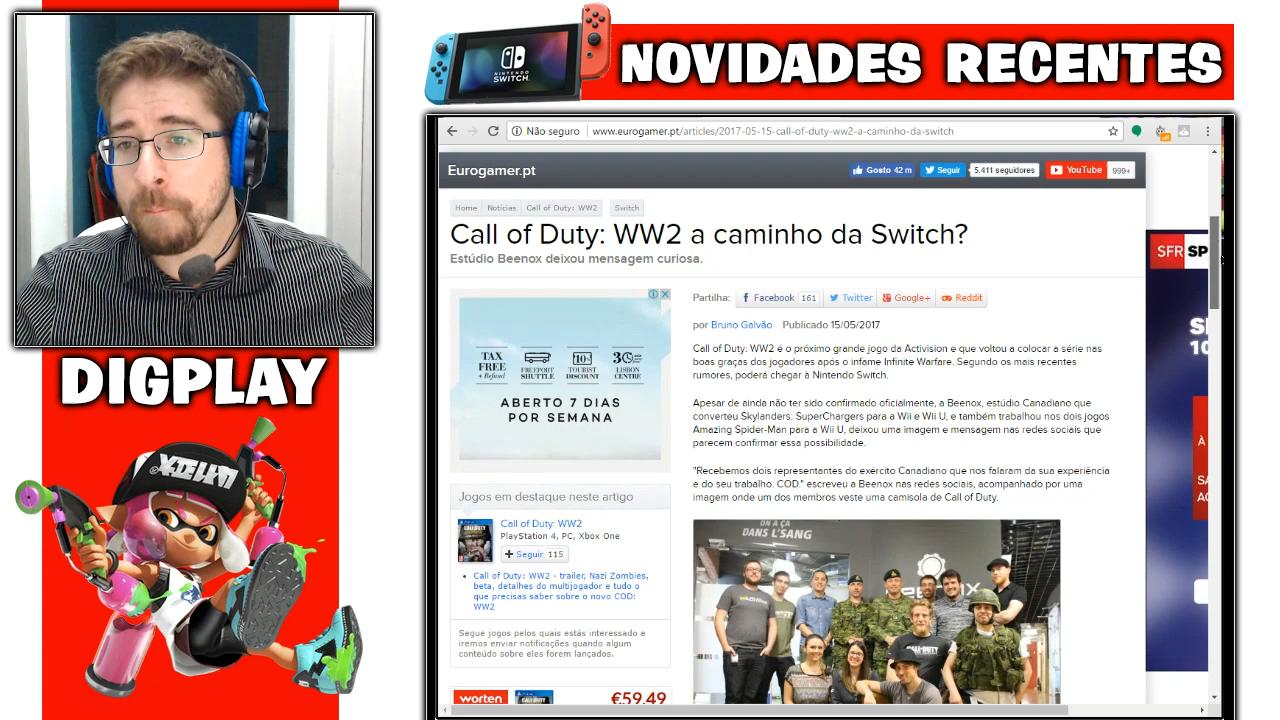 NINTENDO
SWITCH
NOVIDADES RECENTES
Não seguro
www.eurogamer.pt/articles/2017-05-15-call-of-duty-ww2-a-caminho-da-switch
Eurogamer.pt
Gosto 42 m
Seguir
5.411 seguidores
YouTube
999+
Home
Notícias
Call of Duty: WW2
Switch
Call of Duty: WW2 a caminho da Switch?
Estúdio Beenox deixou mensagem curiosa.
SFR
TAX
FREE
+ Refund
FREEPORT
SHUTTLE
10%
TOURIST
DISCOUNT
LISBON
CENTRE
ABERTO 7 DIAS
POR SEMANA
Partilha:
Facebook
161
Twitter
Google+
Reddit
por Bruno Galvão
Publicado 15/05/2017
Call of Duty: WW2 é o próximo grande jogo da Activision e que voltou a colocar a série nas
boas graças dos jogadores após o infame Infinite Warfare. Segundo os mais recentes
rumores, poderá chegar à Nintendo Switch.
Apesar de ainda não ter sido confirmado oficialmente, a Beenox, estúdio Canadiano que
converteu Skylanders: SuperChargers para a Wii e Wii U, e também trabalhou nos dois jogos
Amazing Spider-Man para a Wii U, deixou uma imagem e mensagem nas redes sociais que
parecem confirmar essa possibilidade.
"Recebemos dois representantes do exército Canadiano que nos falaram da sua experiência
e do seu trabalho. COD." escreveu a Beenox nas redes sociais, acompanhado por uma
imagem onde um dos membros veste uma camisola de Call of Duty.
Jogos em destaque neste artigo
Call of Duty: WW2
PlayStation 4, PC, Xbox One
Seguir
115
Call of Duty: WW2 - trailer, Nazi Zombies,
beta, detalhes do multijogador e tudo o
que precisas saber sobre o novo COD:
WW2
Segue jogos pelos quais estás interessado e
iremos enviar notificações quando algum
conteúdo sobre eles forem lançados.
worten
€59.49
ON A ÇA
DANS L'SANG
DIGPLAY